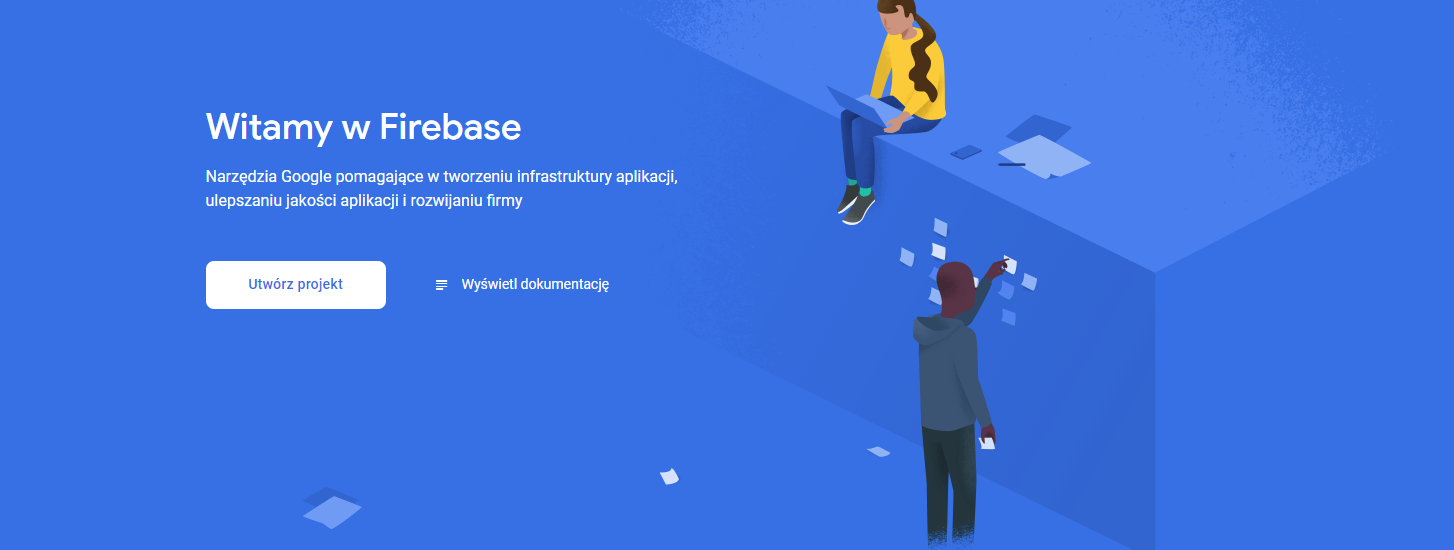 Witamy w Firebase
Narzędzia Google pomagające w tworzeniu infrastruktury aplikacji,
ulepszaniu jakości aplikacji i rozwijaniu firmy
Utwórz projekt
Wyświetl dokumentację